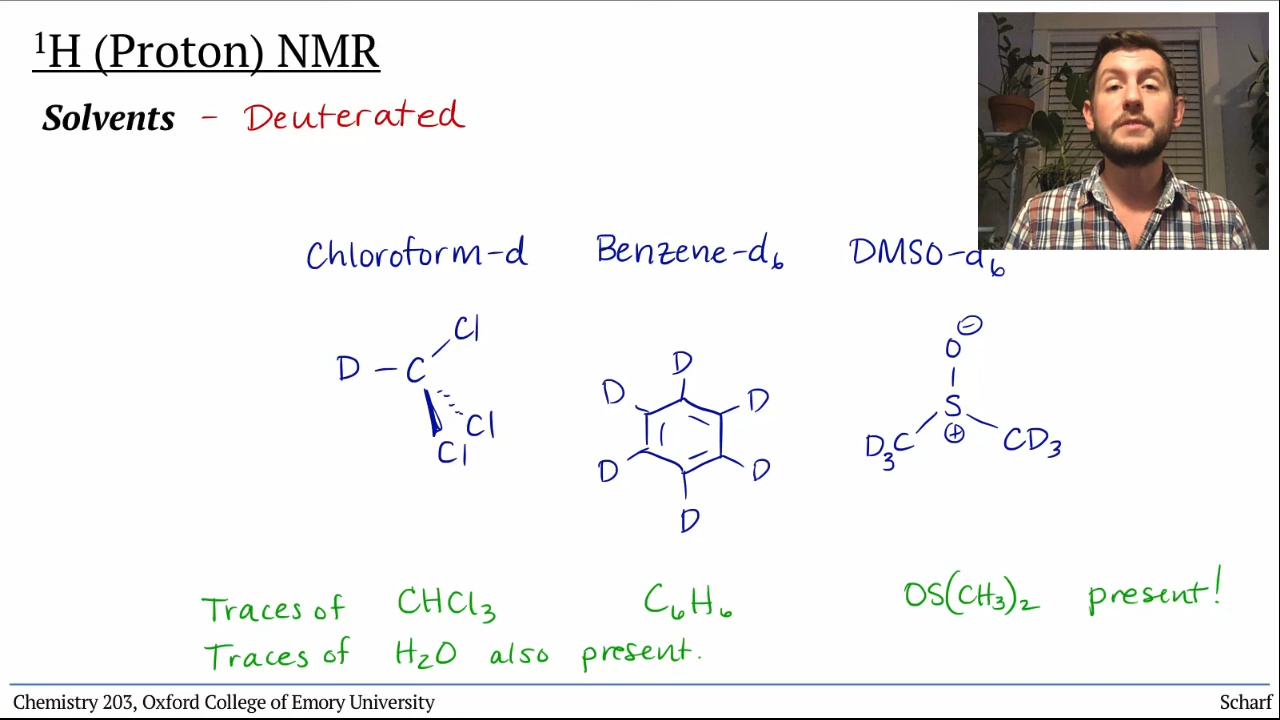 ¹H (Proton) NMR
Solvents - Deuterated
Chloroform-d Benzene-d₆ DMSO-d₆
Cl
D - C
Cl
Cl
D
D D
D D
D
O⊖
S
⊕
D₃C CD₃
Traces of CHCl₃ C₆H₆ OS(CH₃)₂ present!
Traces of H₂O also present.
Chemistry 203, Oxford College of Emory University Scharf